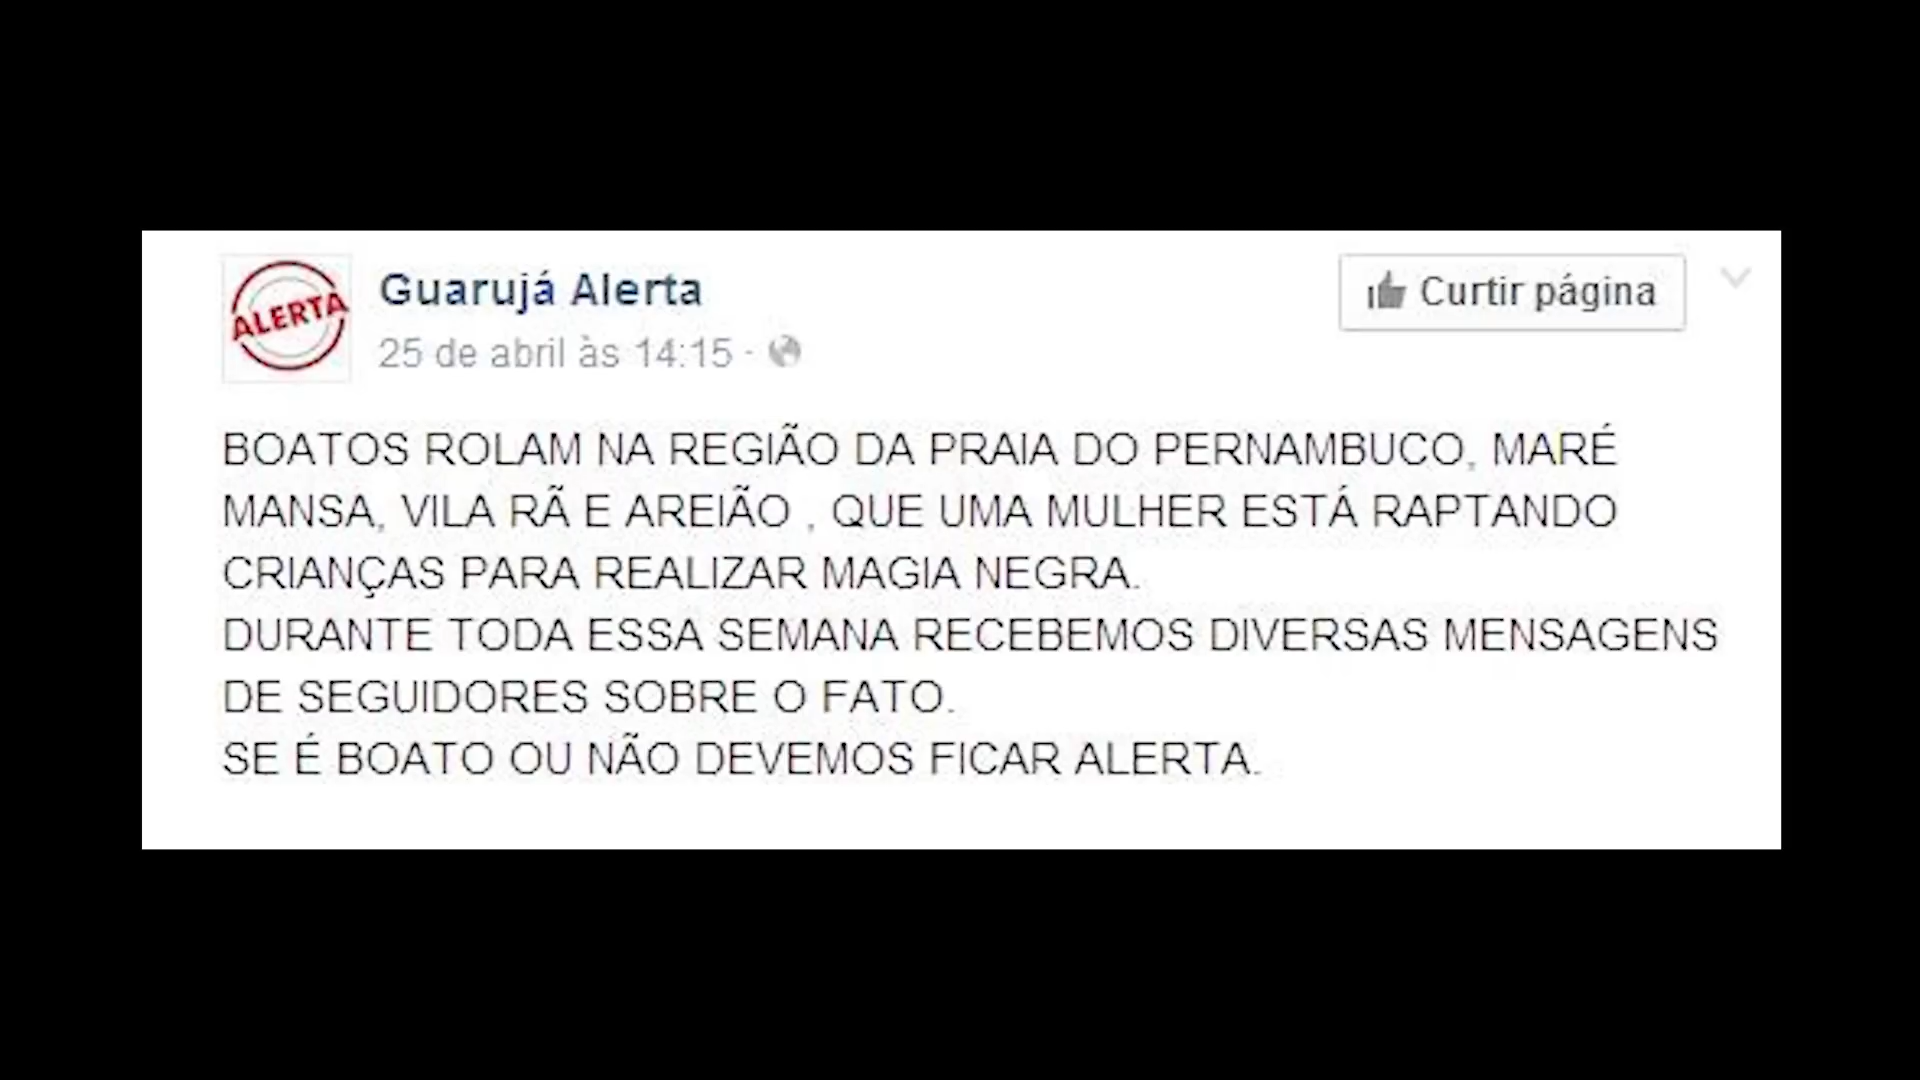 ALERTA
Guarujá Alerta
Curtir página
25 de abril às 14:15 ·
BOATOS ROLAM NA REGIÃO DA PRAIA DO PERNAMBUCO, MARÉ
MANSA, VILA RÃ E AREIÃO , QUE UMA MULHER ESTÁ RAPTANDO
CRIANÇAS PARA REALIZAR MAGIA NEGRA.
DURANTE TODA ESSA SEMANA RECEBEMOS DIVERSAS MENSAGENS
DE SEGUIDORES SOBRE O FATO.
SE É BOATO OU NÃO DEVEMOS FICAR ALERTA.